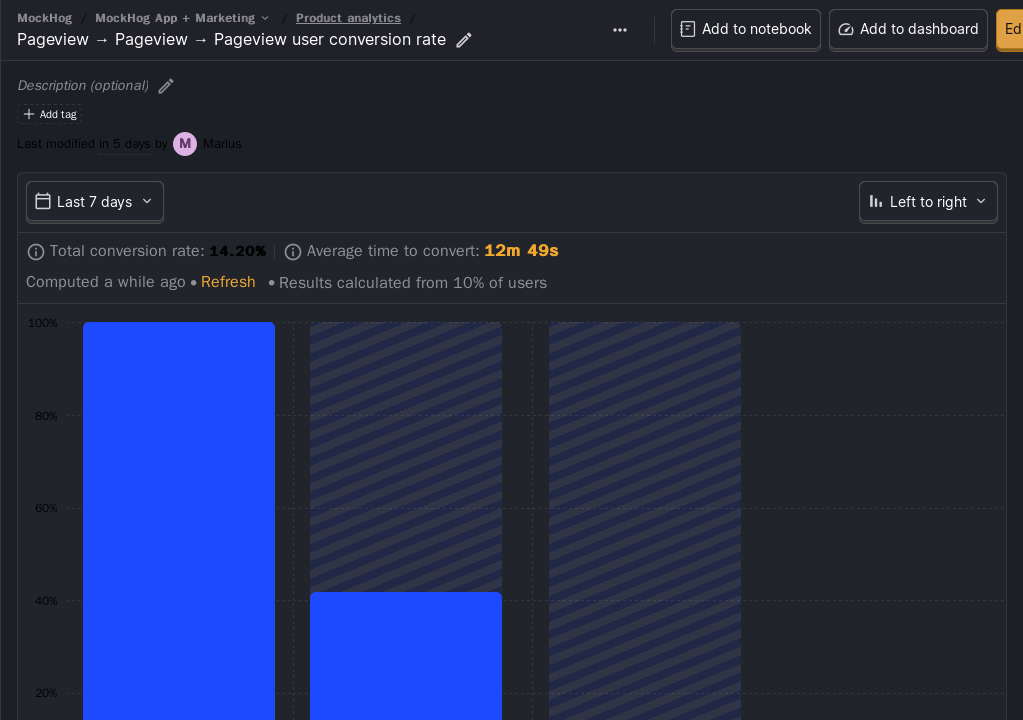 MockHog / MockHog App + Marketing / Product analytics /
Pageview → Pageview → Pageview user conversion rate
Add to notebook
Add to dashboard
Ed
Description (optional)
+ Add tag
Last modified in 5 days by M Marius
Last 7 days
Left to right
Total conversion rate: 14.20%
Average time to convert: 12m 49s
Computed a while ago • Refresh • Results calculated from 10% of users
100%
80%
60%
40%
20%